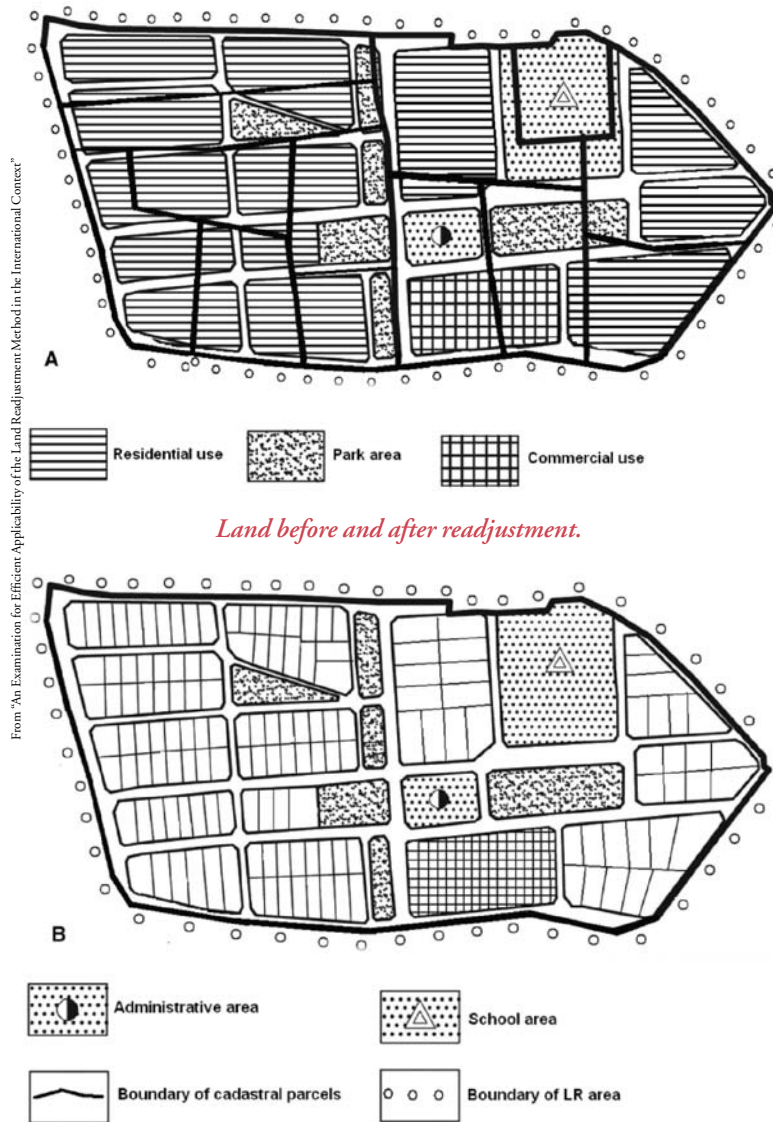 From "An Examination for Efficient Applicability of the Land Readjustment Method in the International Context"
A
Residential use
Park area
Commercial use
Land before and after readjustment.
B
Administrative area
School area
Boundary of cadastral parcels
Boundary of LR area